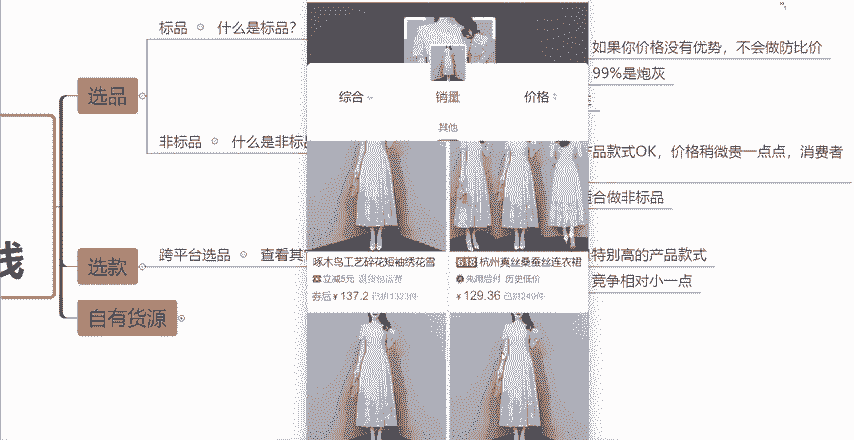 标品 什么是标品？
如果你价格没有优势，不会做防比价
99%是炮灰
选品
综合 销量 价格
其他
非标品 什么是非标品
产品款式OK，价格稍微贵一点点，消费者
适合做非标品
跨平台选品 查看其
特别高的产品款式
竞争相对小一点
选款
自有货源
啄木鸟工艺碎花短袖绣花雪
立减5元 退货包运费
券后¥137.2 已拼1323件
618 杭州真丝桑蚕丝连衣裙
先用后付 历史低价
¥129.36 已拼1249件